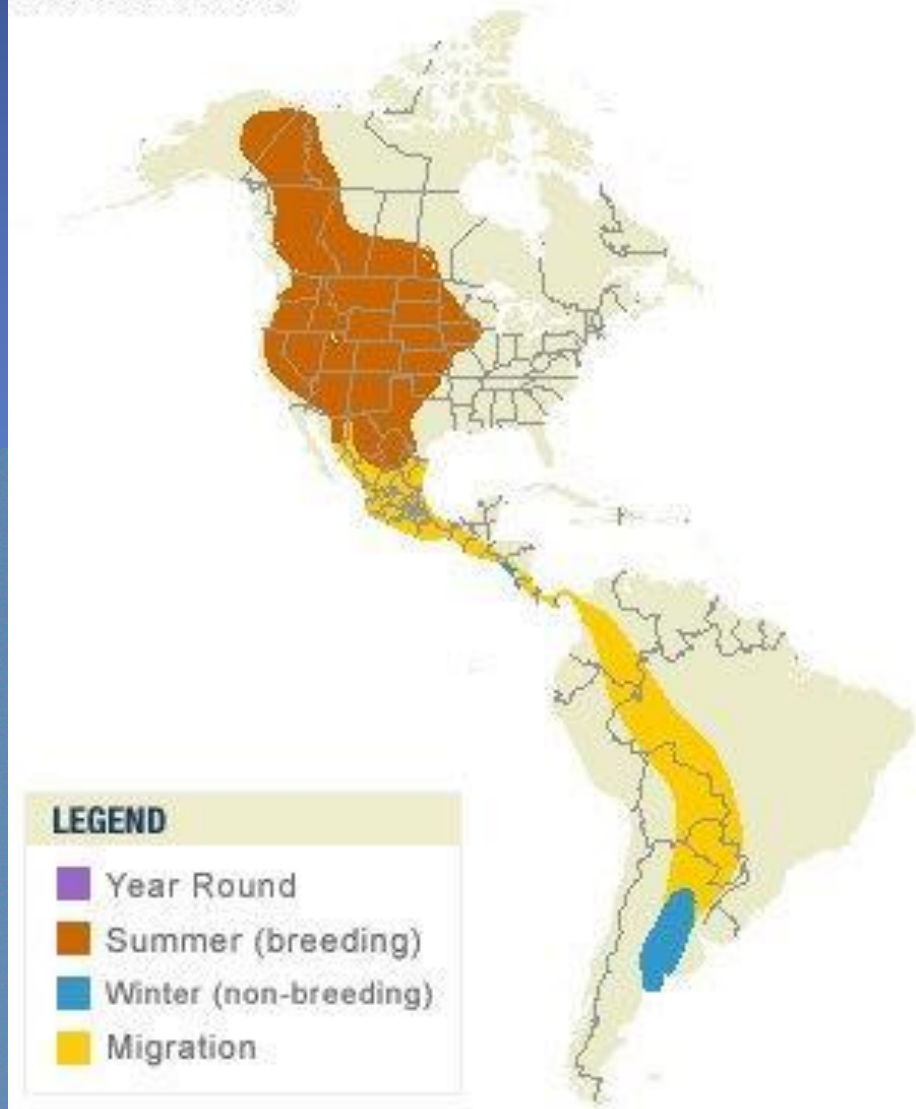 LEGEND
Year Round
Summer (breeding)
Winter (non-breeding)
Migration